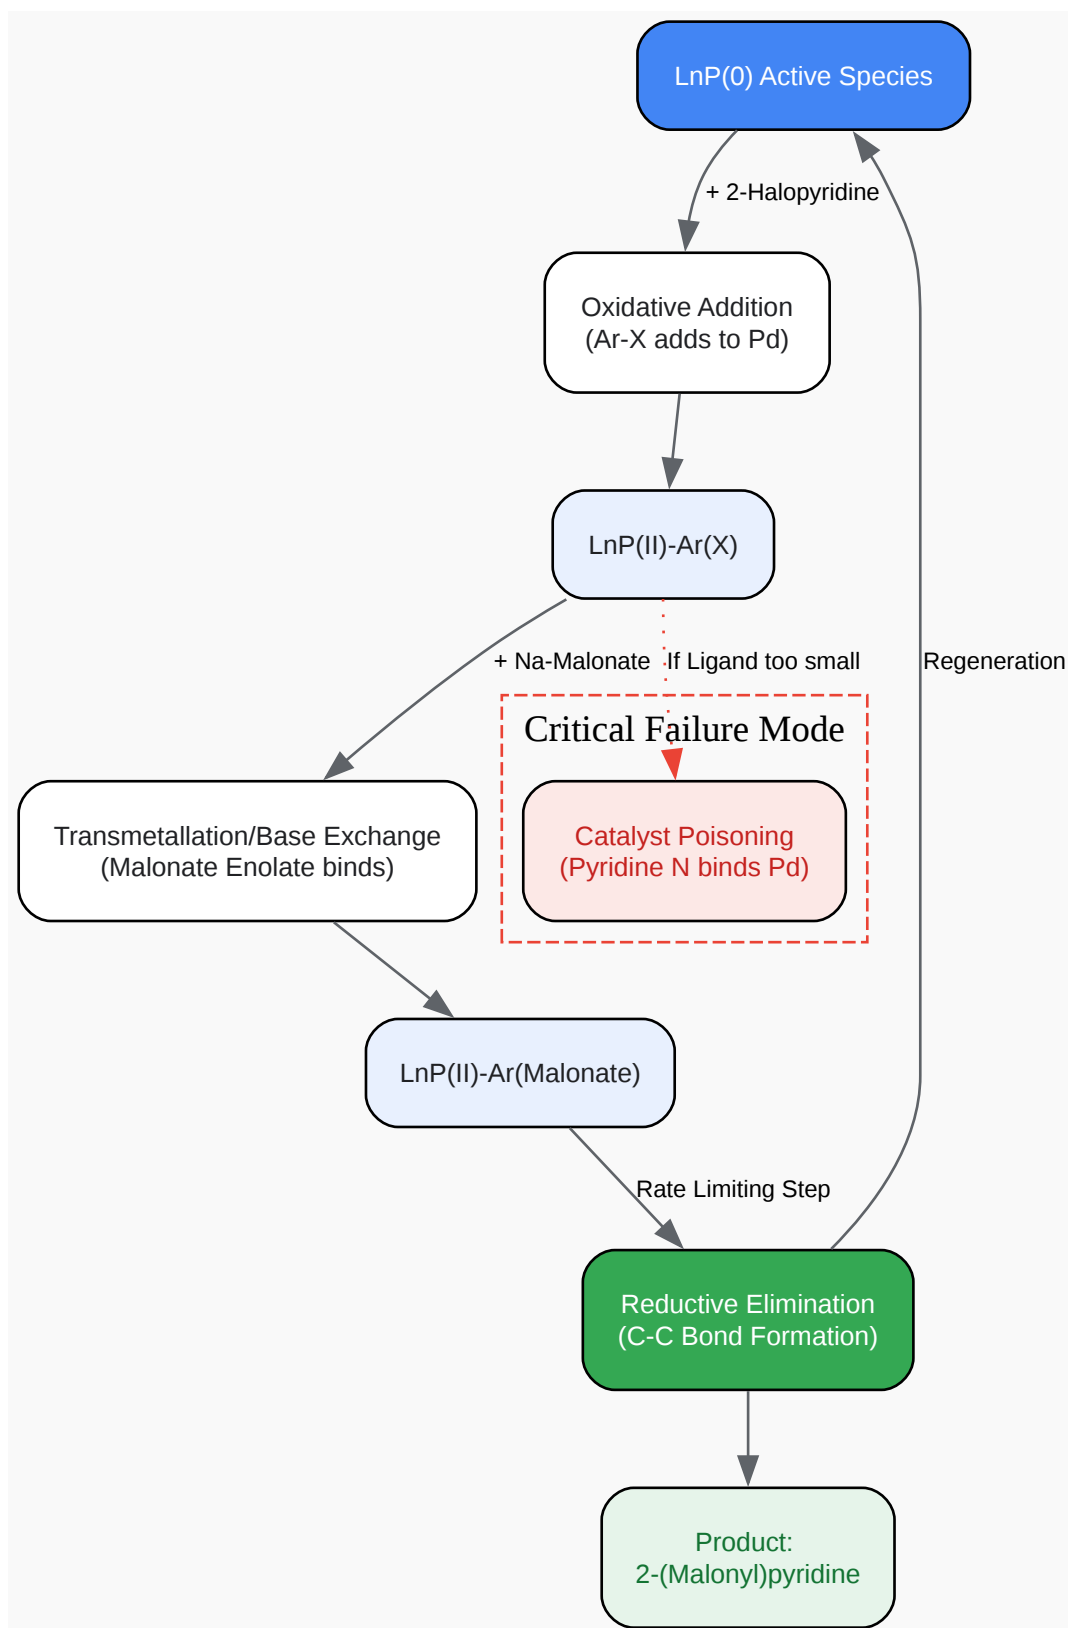 LnP(0) Active Species
+ 2-Halopyridine
Oxidative Addition
(Ar-X adds to Pd)
LnP(II)-Ar(X)
+ Na-Malonate
If Ligand too small
Regeneration
Critical Failure Mode
Transmetallation/Base Exchange
(Malonate Enolate binds)
Catalyst Poisoning
(Pyridine N binds Pd)
LnP(II)-Ar(Malonate)
Rate Limiting Step
Reductive Elimination
(C-C Bond Formation)
Product:
2-(Malonyl)pyridine